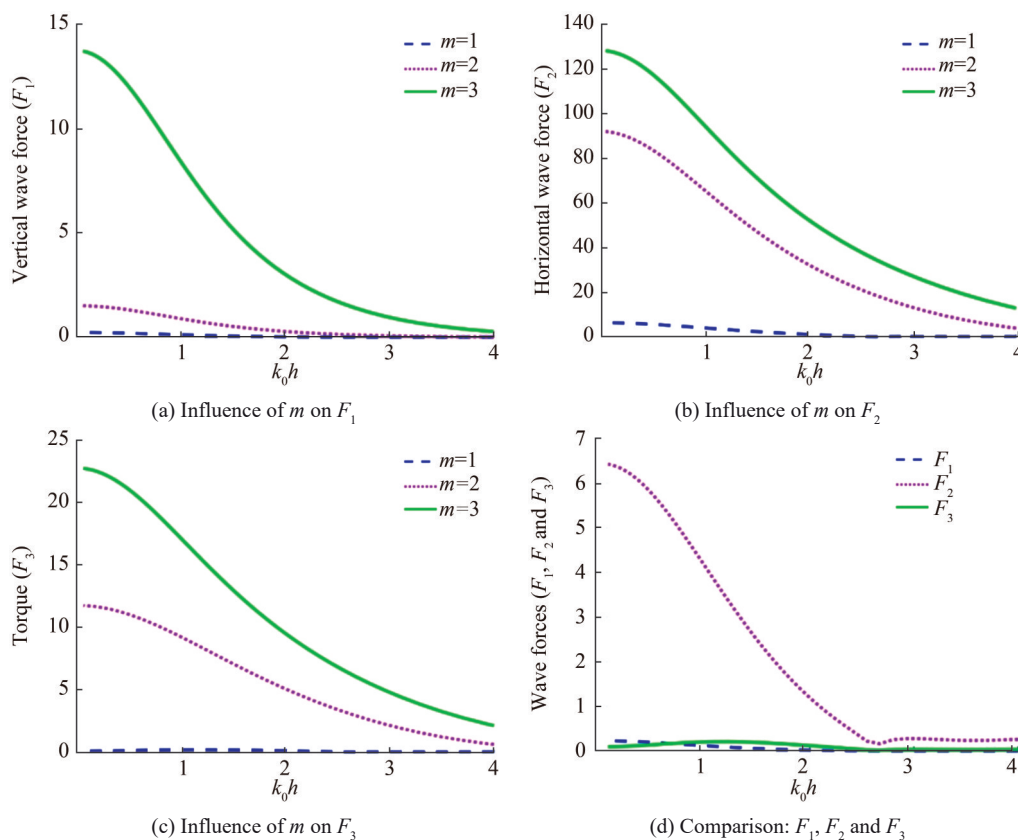 15
10
5
0
1
2
3
4
Vertical wave force (F₁)
k₀h
m=1
m=2
m=3
(a) Influence of m on F₁
140
120
100
80
60
40
20
0
1
2
3
4
Horizontal wave force (F₂)
k₀h
m=1
m=2
m=3
(b) Influence of m on F₂
25
20
15
10
5
0
1
2
3
4
Torque (F₃)
k₀h
m=1
m=2
m=3
(c) Influence of m on F₃
7
6
5
4
3
2
1
0
1
2
3
4
Wave forces (F₁, F₂ and F₃)
k₀h
F₁
F₂
F₃
(d) Comparison: F₁, F₂ and F₃